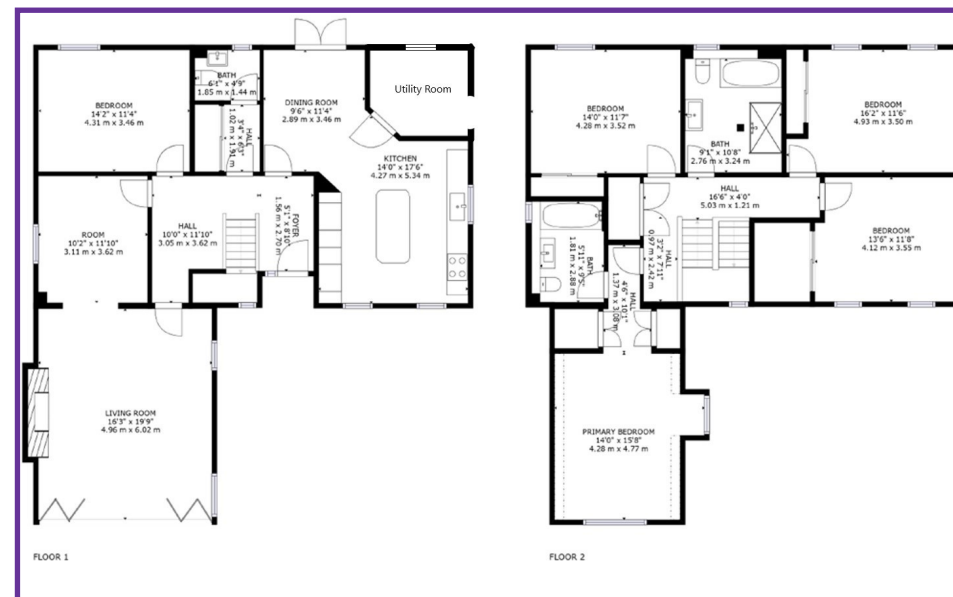 BEDROOM
14'2" x 11'4"
4.31 m x 3.46 m
BATH
6'1" x 4'9"
1.85 m x 1.44 m
HALL
3'4" x 6'3"
1.02 m x 1.91 m
DINING ROOM
9'6" x 11'4"
2.89 m x 3.46 m
Utility Room
KITCHEN
14'0" x 17'6"
4.27 m x 5.34 m
ROOM
10'2" x 11'10"
3.11 m x 3.62 m
HALL
10'0" x 11'10"
3.05 m x 3.62 m
FOYER
5'1" x 8'10"
1.56 m x 2.70 m
LIVING ROOM
16'3" x 19'9"
4.96 m x 6.02 m
FLOOR 1
BEDROOM
14'0" x 11'7"
4.28 m x 3.52 m
BATH
9'1" x 10'8"
2.76 m x 3.24 m
BEDROOM
16'2" x 11'6"
4.93 m x 3.50 m
HALL
16'6" x 4'0"
5.03 m x 1.21 m
BEDROOM
13'6" x 11'8"
4.12 m x 3.55 m
HALL
3'2" x 7'11"
0.97 m x 2.42 m
BATH
5'11" x 9'5"
1.81 m x 2.88 m
HALL
4'6" x 10'1"
1.37 m x 3.08 m
PRIMARY BEDROOM
14'0" x 15'8"
4.28 m x 4.77 m
FLOOR 2